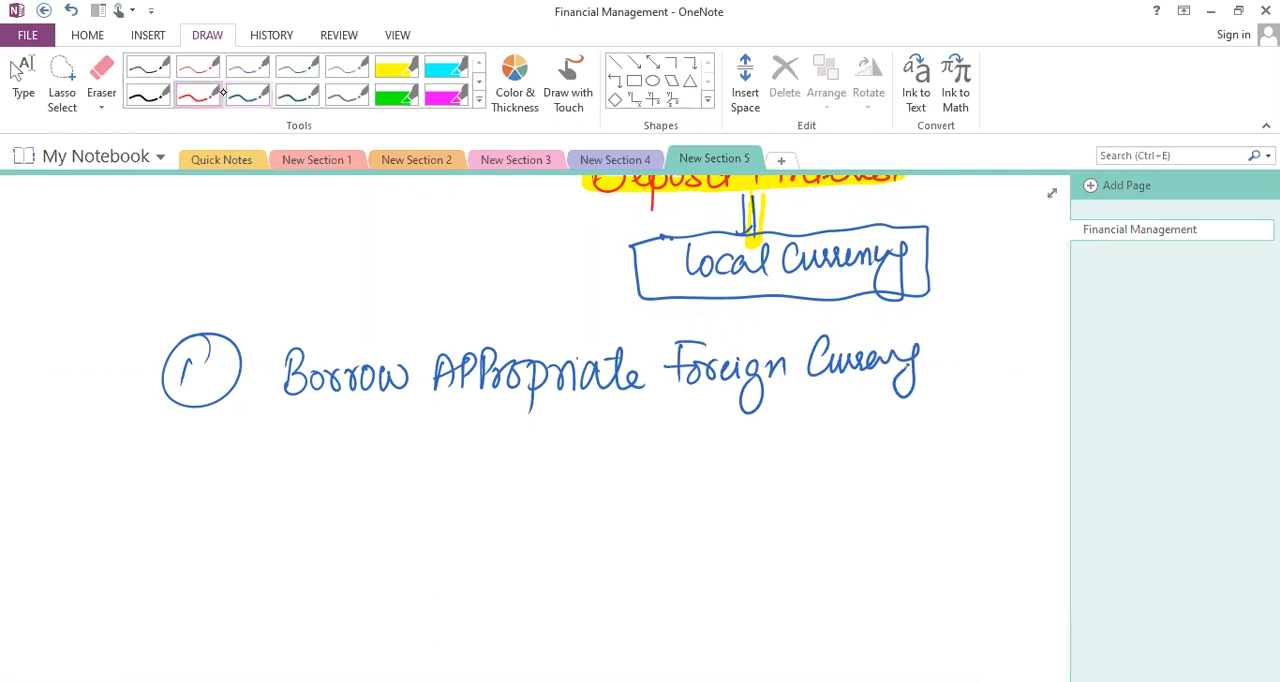 Financial Management - OneNote
?
FILE HOME INSERT DRAW HISTORY REVIEW VIEW
Sign in
Type
Lasso Select
Eraser
Color & Thickness
Draw with Touch
Insert Space
Delete
Arrange
Rotate
Ink to Text
Ink to Math
Tools
Shapes
Edit
Convert
My Notebook
Quick Notes New Section 1 New Section 2 New Section 3 New Section 4 New Section 5
Search (Ctrl+E)
Add Page
Financial Management
Local Currency
1 Borrow Appropriate Foreign Currency